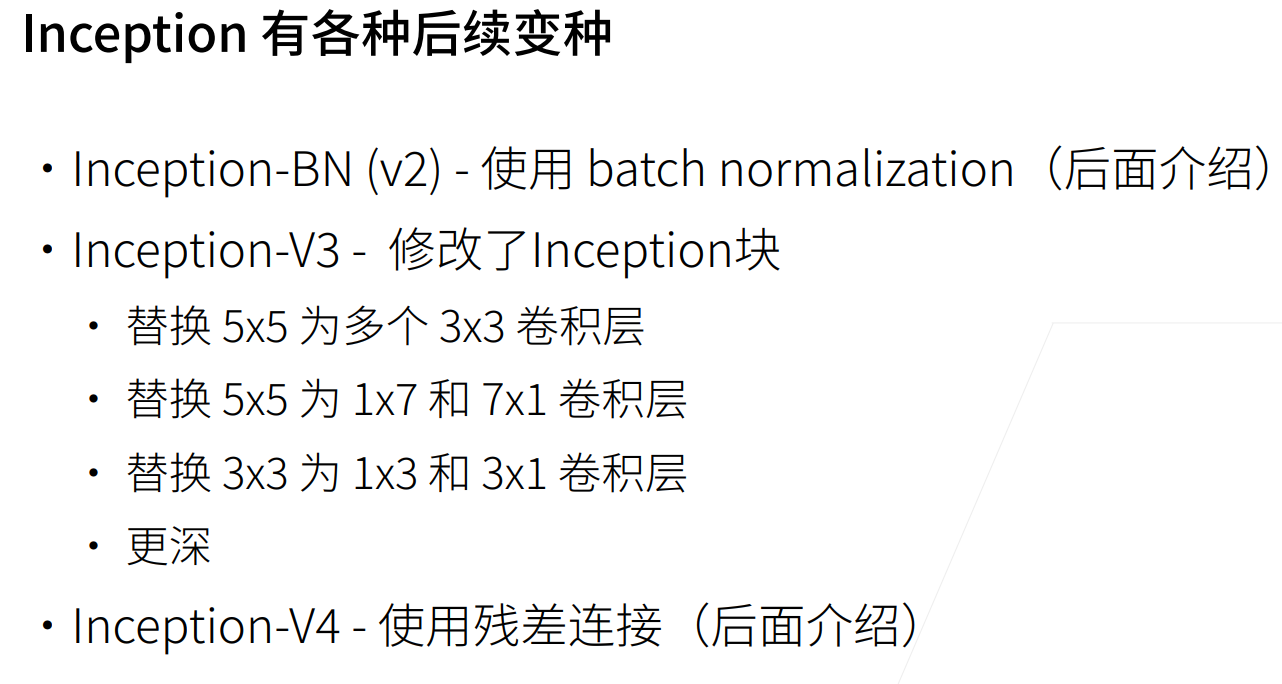 Inception 有各种后续变种
• Inception-BN (v2) - 使用 batch normalization（后面介绍）
• Inception-V3 - 修改了Inception块
• 替换 5x5 为多个 3x3 卷积层
• 替换 5x5 为 1x7 和 7x1 卷积层
• 替换 3x3 为 1x3 和 3x1 卷积层
• 更深
• Inception-V4 - 使用残差连接（后面介绍）